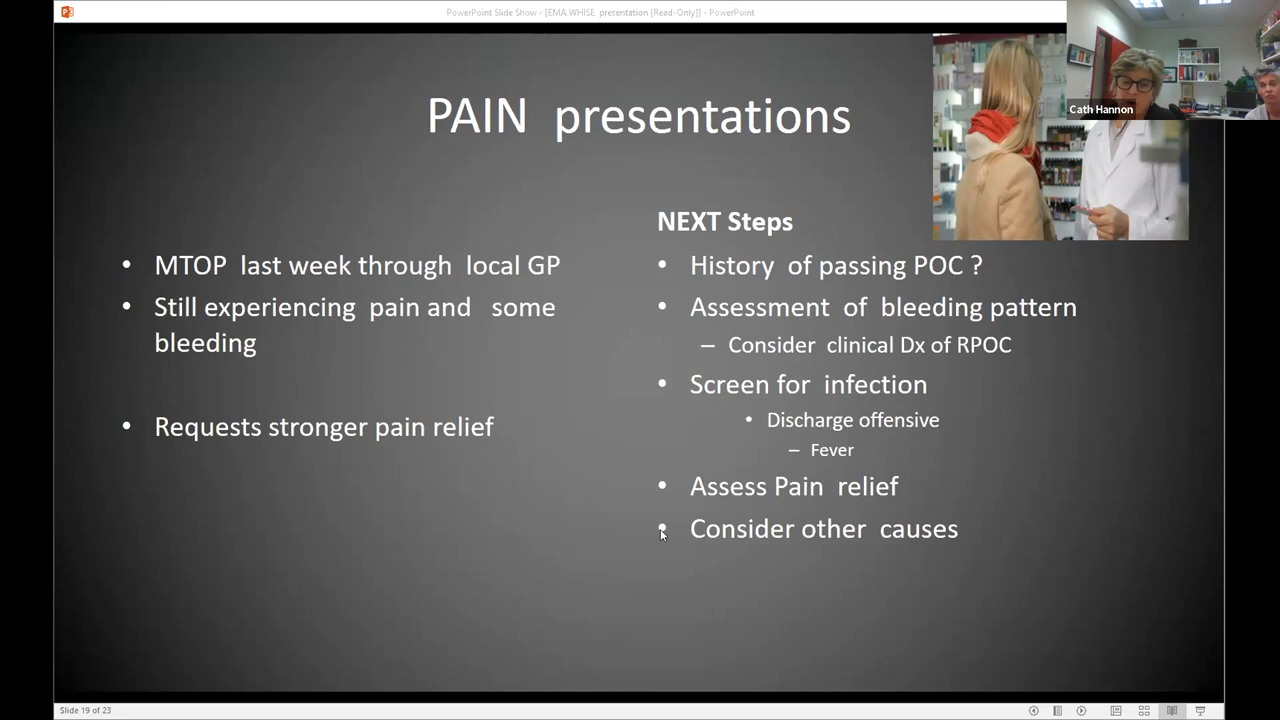 PowerPoint Slide Show - [EMA WHISE presentation [Read-Only]] - PowerPoint
Cath Hannon
PAIN presentations
• MTOP last week through local GP
• Still experiencing pain and some
bleeding
• Requests stronger pain relief
NEXT Steps
• History of passing POC ?
• Assessment of bleeding pattern
– Consider clinical Dx of RPOC
• Screen for infection
• Discharge offensive
– Fever
• Assess Pain relief
• Consider other causes
Slide 19 of 23